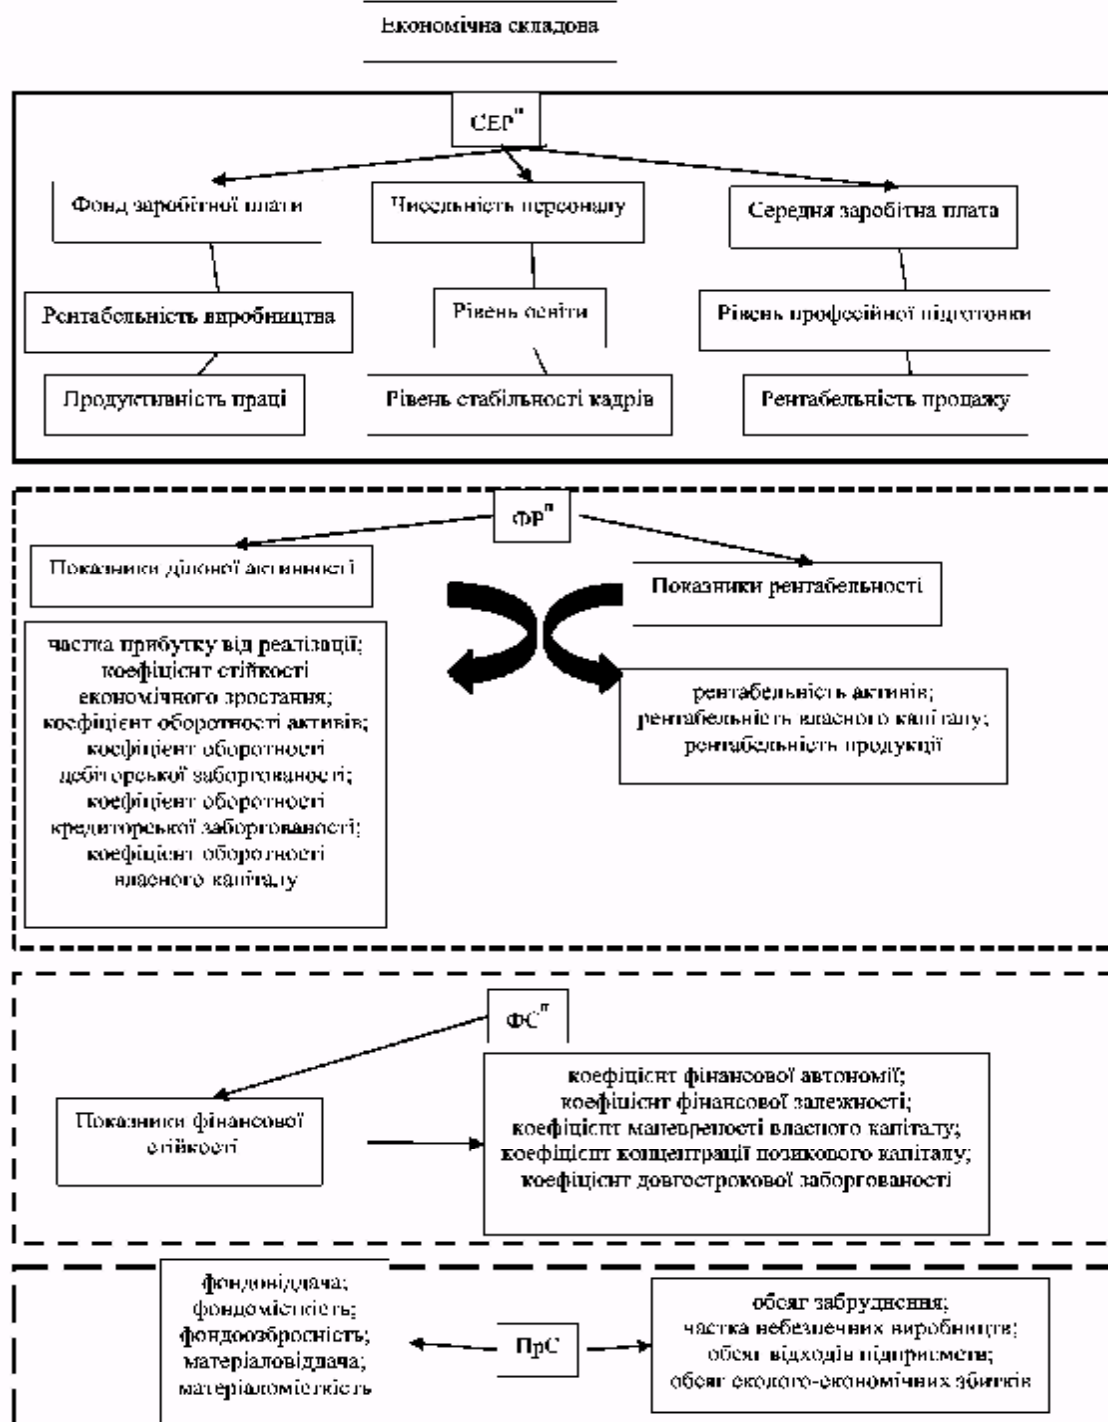 Економічна складова
СЕРп
Фонд заробітної плати
Чисельність персоналу
Середня заробітна плата
Рентабельність виробництва
Рівень освіти
Рівень професійної підготовки
Продуктивність праці
Рівень стабільності кадрів
Рентабельність продажу
ФРп
Показники ділової активності
Показники рентабельності
частка прибутку від реалізації;
коефіцієнт стійкості
економічного зростання;
коефіцієнт оборотності активів;
коефіцієнт оборотності
дебіторської заборгованості;
коефіцієнт оборотності
кредиторської заборгованості;
коефіцієнт оборотності
власного капіталу
рентабельність активів;
рентабельність власного капіталу;
рентабельність продукції
ФСп
Показники фінансової
стійкості
коефіцієнт фінансової автономії;
коефіцієнт фінансової залежності;
коефіцієнт маневреності власного капіталу;
коефіцієнт концентрації позикового капіталу;
коефіцієнт довгострокової заборгованості
фондовіддача;
фондомісткість;
фондоозброєність;
матеріаловіддача;
матеріаломісткість
ПрС
обсяг забруднення;
частка небезпечних виробництв;
обсяг відходів підприємств;
обсяг еколого-економічних збитків